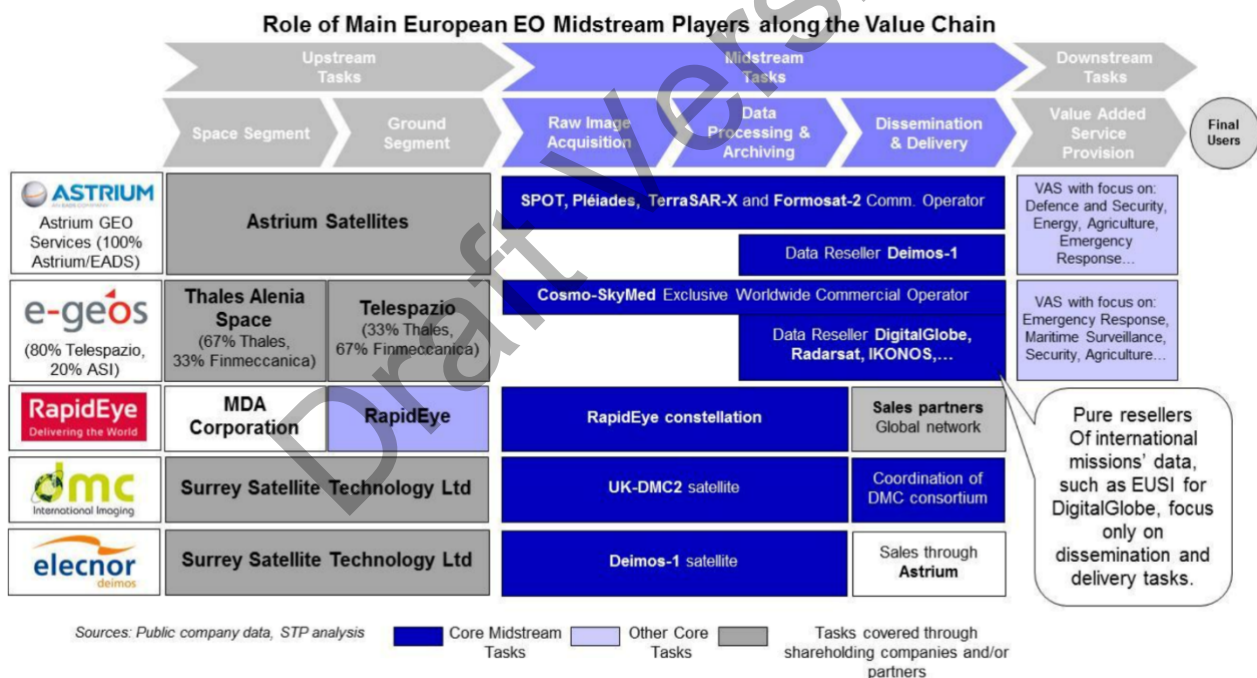 Role of Main European EO Midstream Players along the Value Chain
Upstream
Tasks
Midstream
Tasks
Downstream
Tasks
Space Segment
Ground
Segment
Raw Image
Acquisition
Data
Processing &
Archiving
Dissemination
& Delivery
Value Added
Service
Provision
Final
Users
ASTRIUM
Astrium GEO
Services (100%
Astrium/EADS)
Astrium Satellites
SPOT, Pléiades, TerraSAR-X and Formosat-2 Comm. Operator
Data Reseller Deimos-1
VAS with focus on:
Defence and Security,
Energy, Agriculture,
Emergency
Response…
e-geos
(80% Telespazio,
20% ASI)
Thales Alenia
Space
(67% Thales,
33% Finmeccanica)
Telespazio
(33% Thales,
67% Finmeccanica)
Cosmo-SkyMed Exclusive Worldwide Commercial Operator
Data Reseller DigitalGlobe,
Radarsat, IKONOS,…
VAS with focus on:
Emergency Response,
Maritime Surveillance,
Security, Agriculture…
RapidEye
Delivering the World
MDA
Corporation
RapidEye
RapidEye constellation
Sales partners
Global network
dmc
International Imaging
Surrey Satellite Technology Ltd
UK-DMC2 satellite
Coordination of
DMC consortium
elecnor
deimos
Surrey Satellite Technology Ltd
Deimos-1 satellite
Sales through
Astrium
Pure resellers
Of international
missions' data,
such as EUSI for
DigitalGlobe, focus
only on
dissemination and
delivery tasks.
Sources: Public company data, STP analysis
Core Midstream
Tasks
Other Core
Tasks
Tasks covered through
shareholding companies and/or
partners
Draft Vers